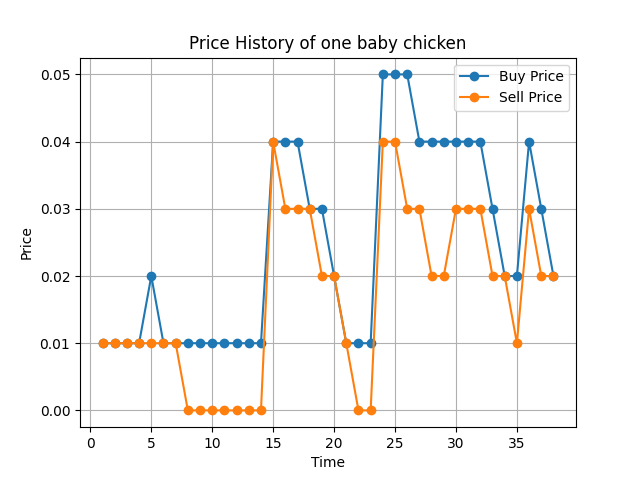 Price History of one baby chicken
Buy Price
Sell Price
0.05
0.04
0.03
0.02
0.01
0.00
Price
0 5 10 15 20 25 30 35
Time